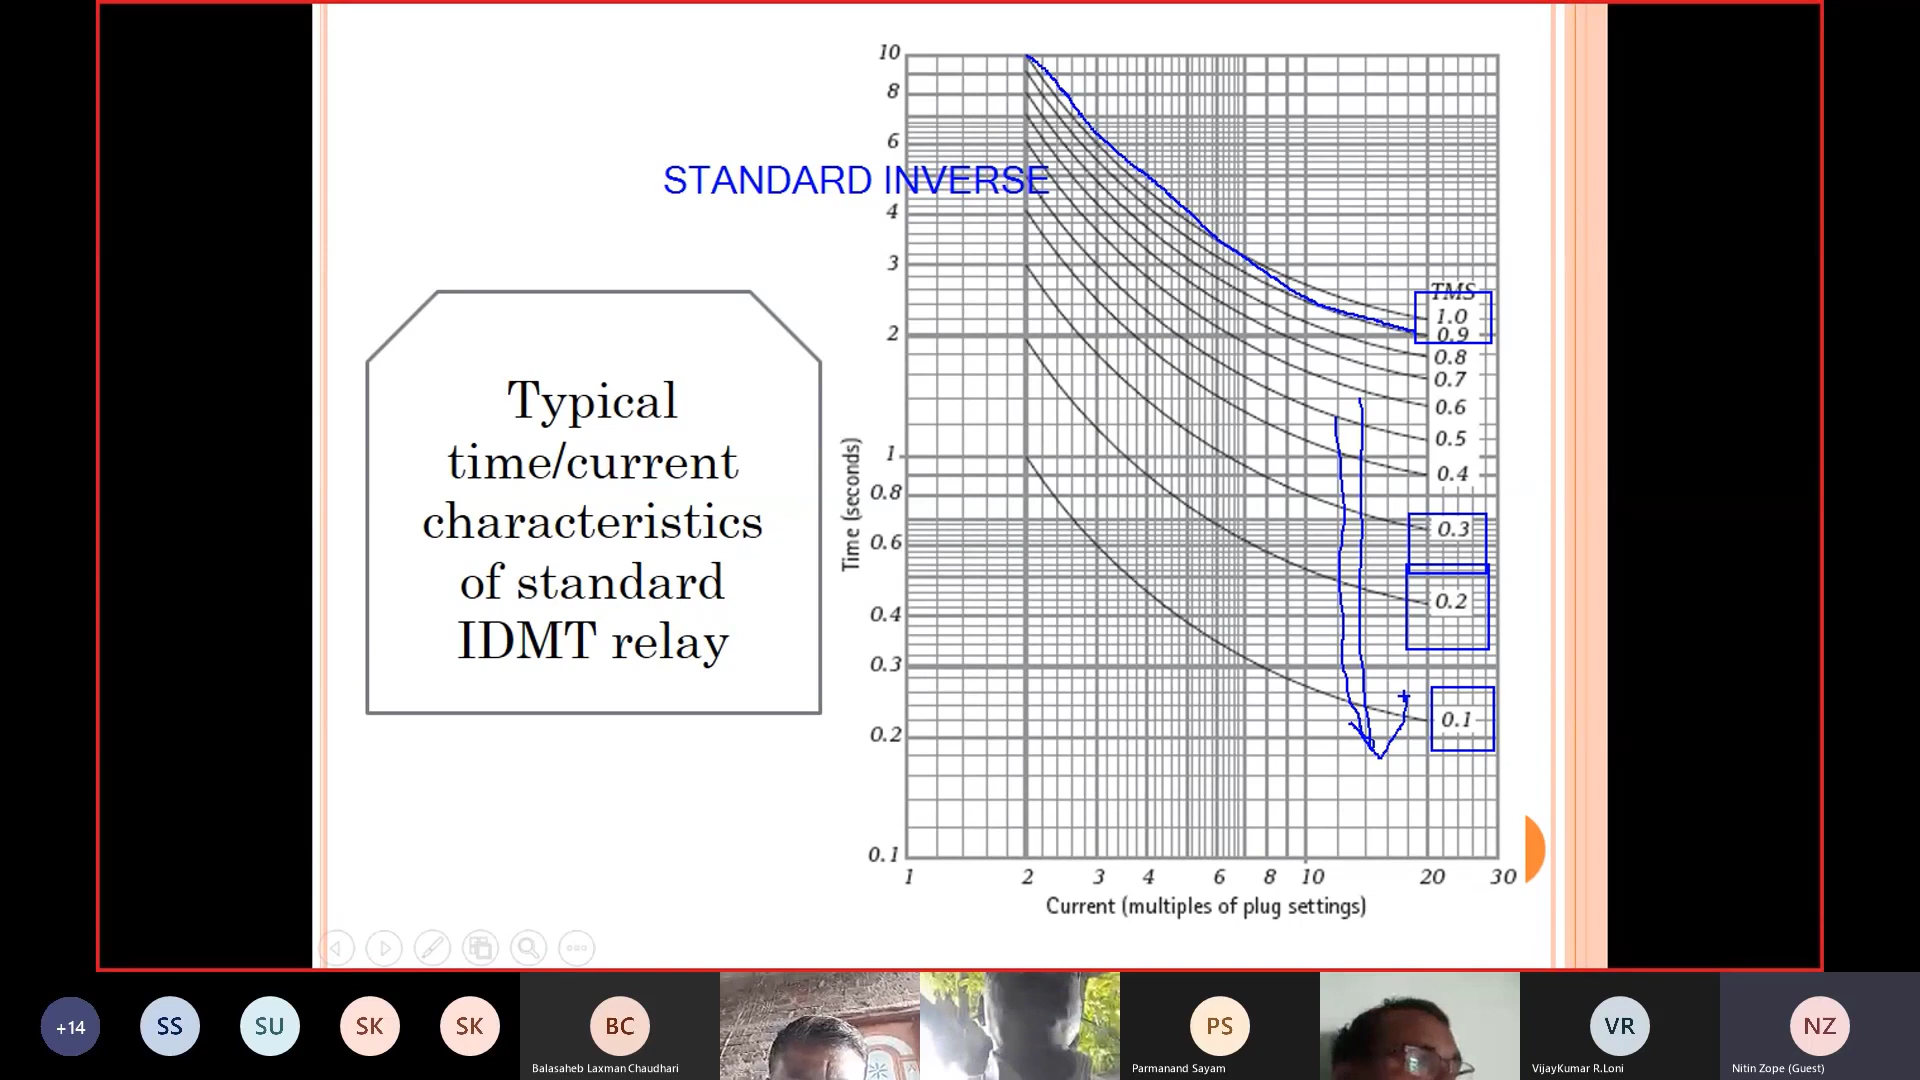 10
8
6
STANDARD INVERSE
4
3
TMS
1.0
2
0.9
0.8
0.7
Typical
time/current
characteristics
of standard
IDMT relay
0.6
0.5
1
0.4
Time (seconds)
0.8
0.3
0.6
0.2
0.4
0.3
0.1
0.2
0.1
1 2 3 4 6 8 10 20 30
Current (multiples of plug settings)
+14
SS
SU
SK
SK
BC
Balasaheb Laxman Chaudhari
PS
Parmanand Sayam
VR
VijayKumar R.Loni
NZ
Nitin Zope (Guest)